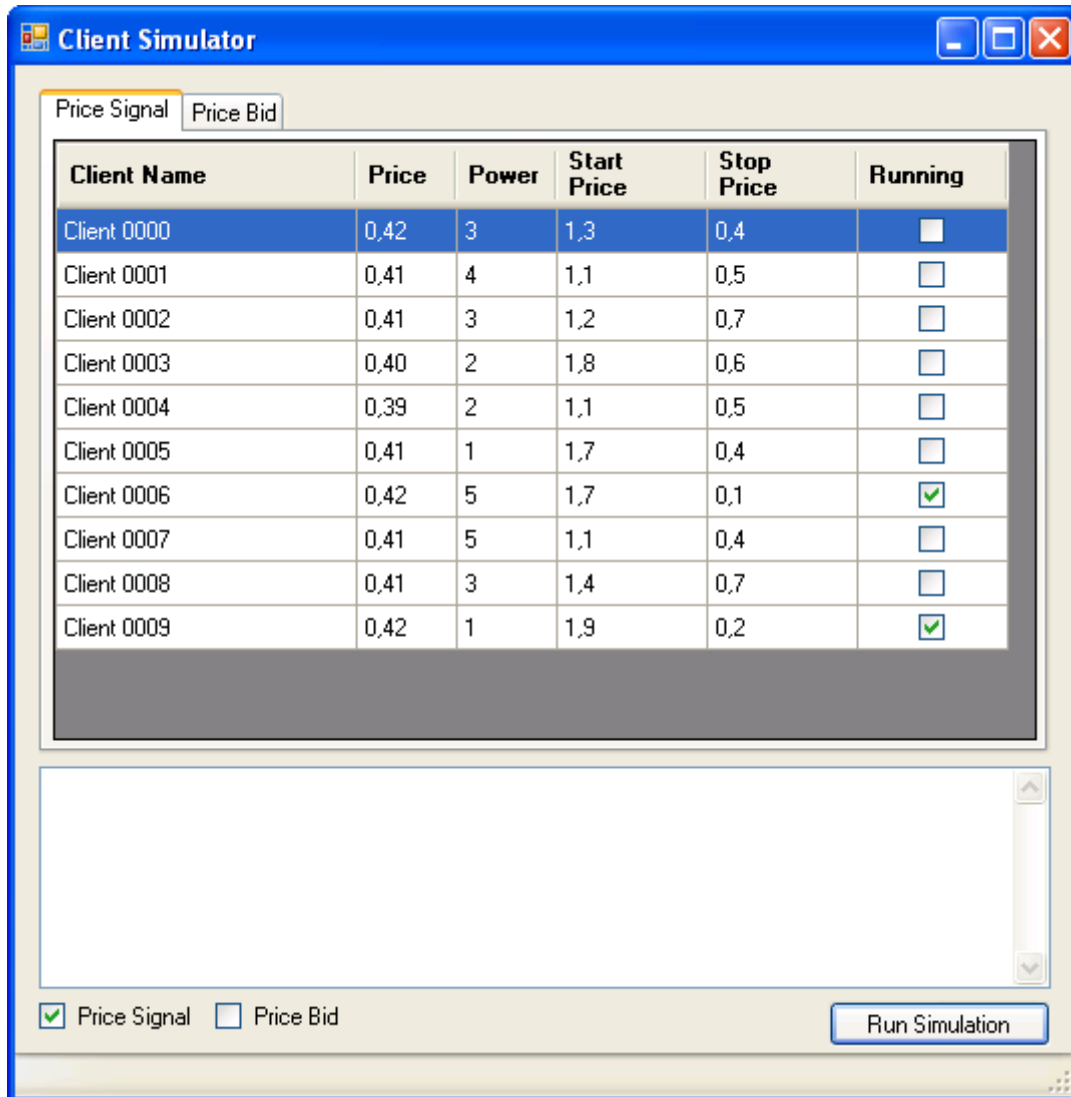 Client Simulator
Price Signal Price Bid
Client Name Price Power Start Price Stop Price Running
Client 0000 0,42 3 1,3 0,4
Client 0001 0,41 4 1,1 0,5
Client 0002 0,41 3 1,2 0,7
Client 0003 0,40 2 1,8 0,6
Client 0004 0,39 2 1,1 0,5
Client 0005 0,41 1 1,7 0,4
Client 0006 0,42 5 1,7 0,1
Client 0007 0,41 5 1,1 0,4
Client 0008 0,41 3 1,4 0,7
Client 0009 0,42 1 1,9 0,2
Price Signal Price Bid Run Simulation